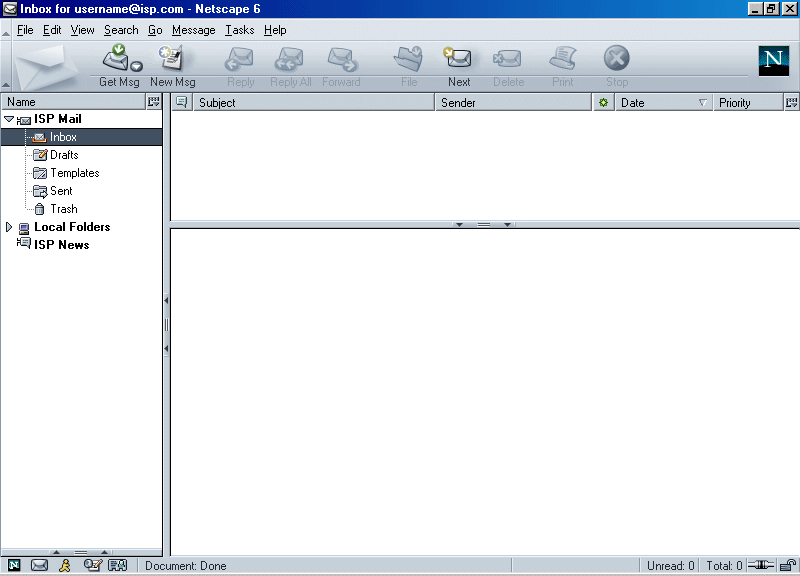 Inbox for username@isp.com - Netscape 6
File Edit View Search Go Message Tasks Help
Get Msg New Msg Reply Reply All Forward File Next Delete Print Stop
N
Name Subject Sender Date Priority
ISP Mail
Inbox
Drafts
Templates
Sent
Trash
Local Folders
ISP News
N Document: Done Unread: 0 Total: 0